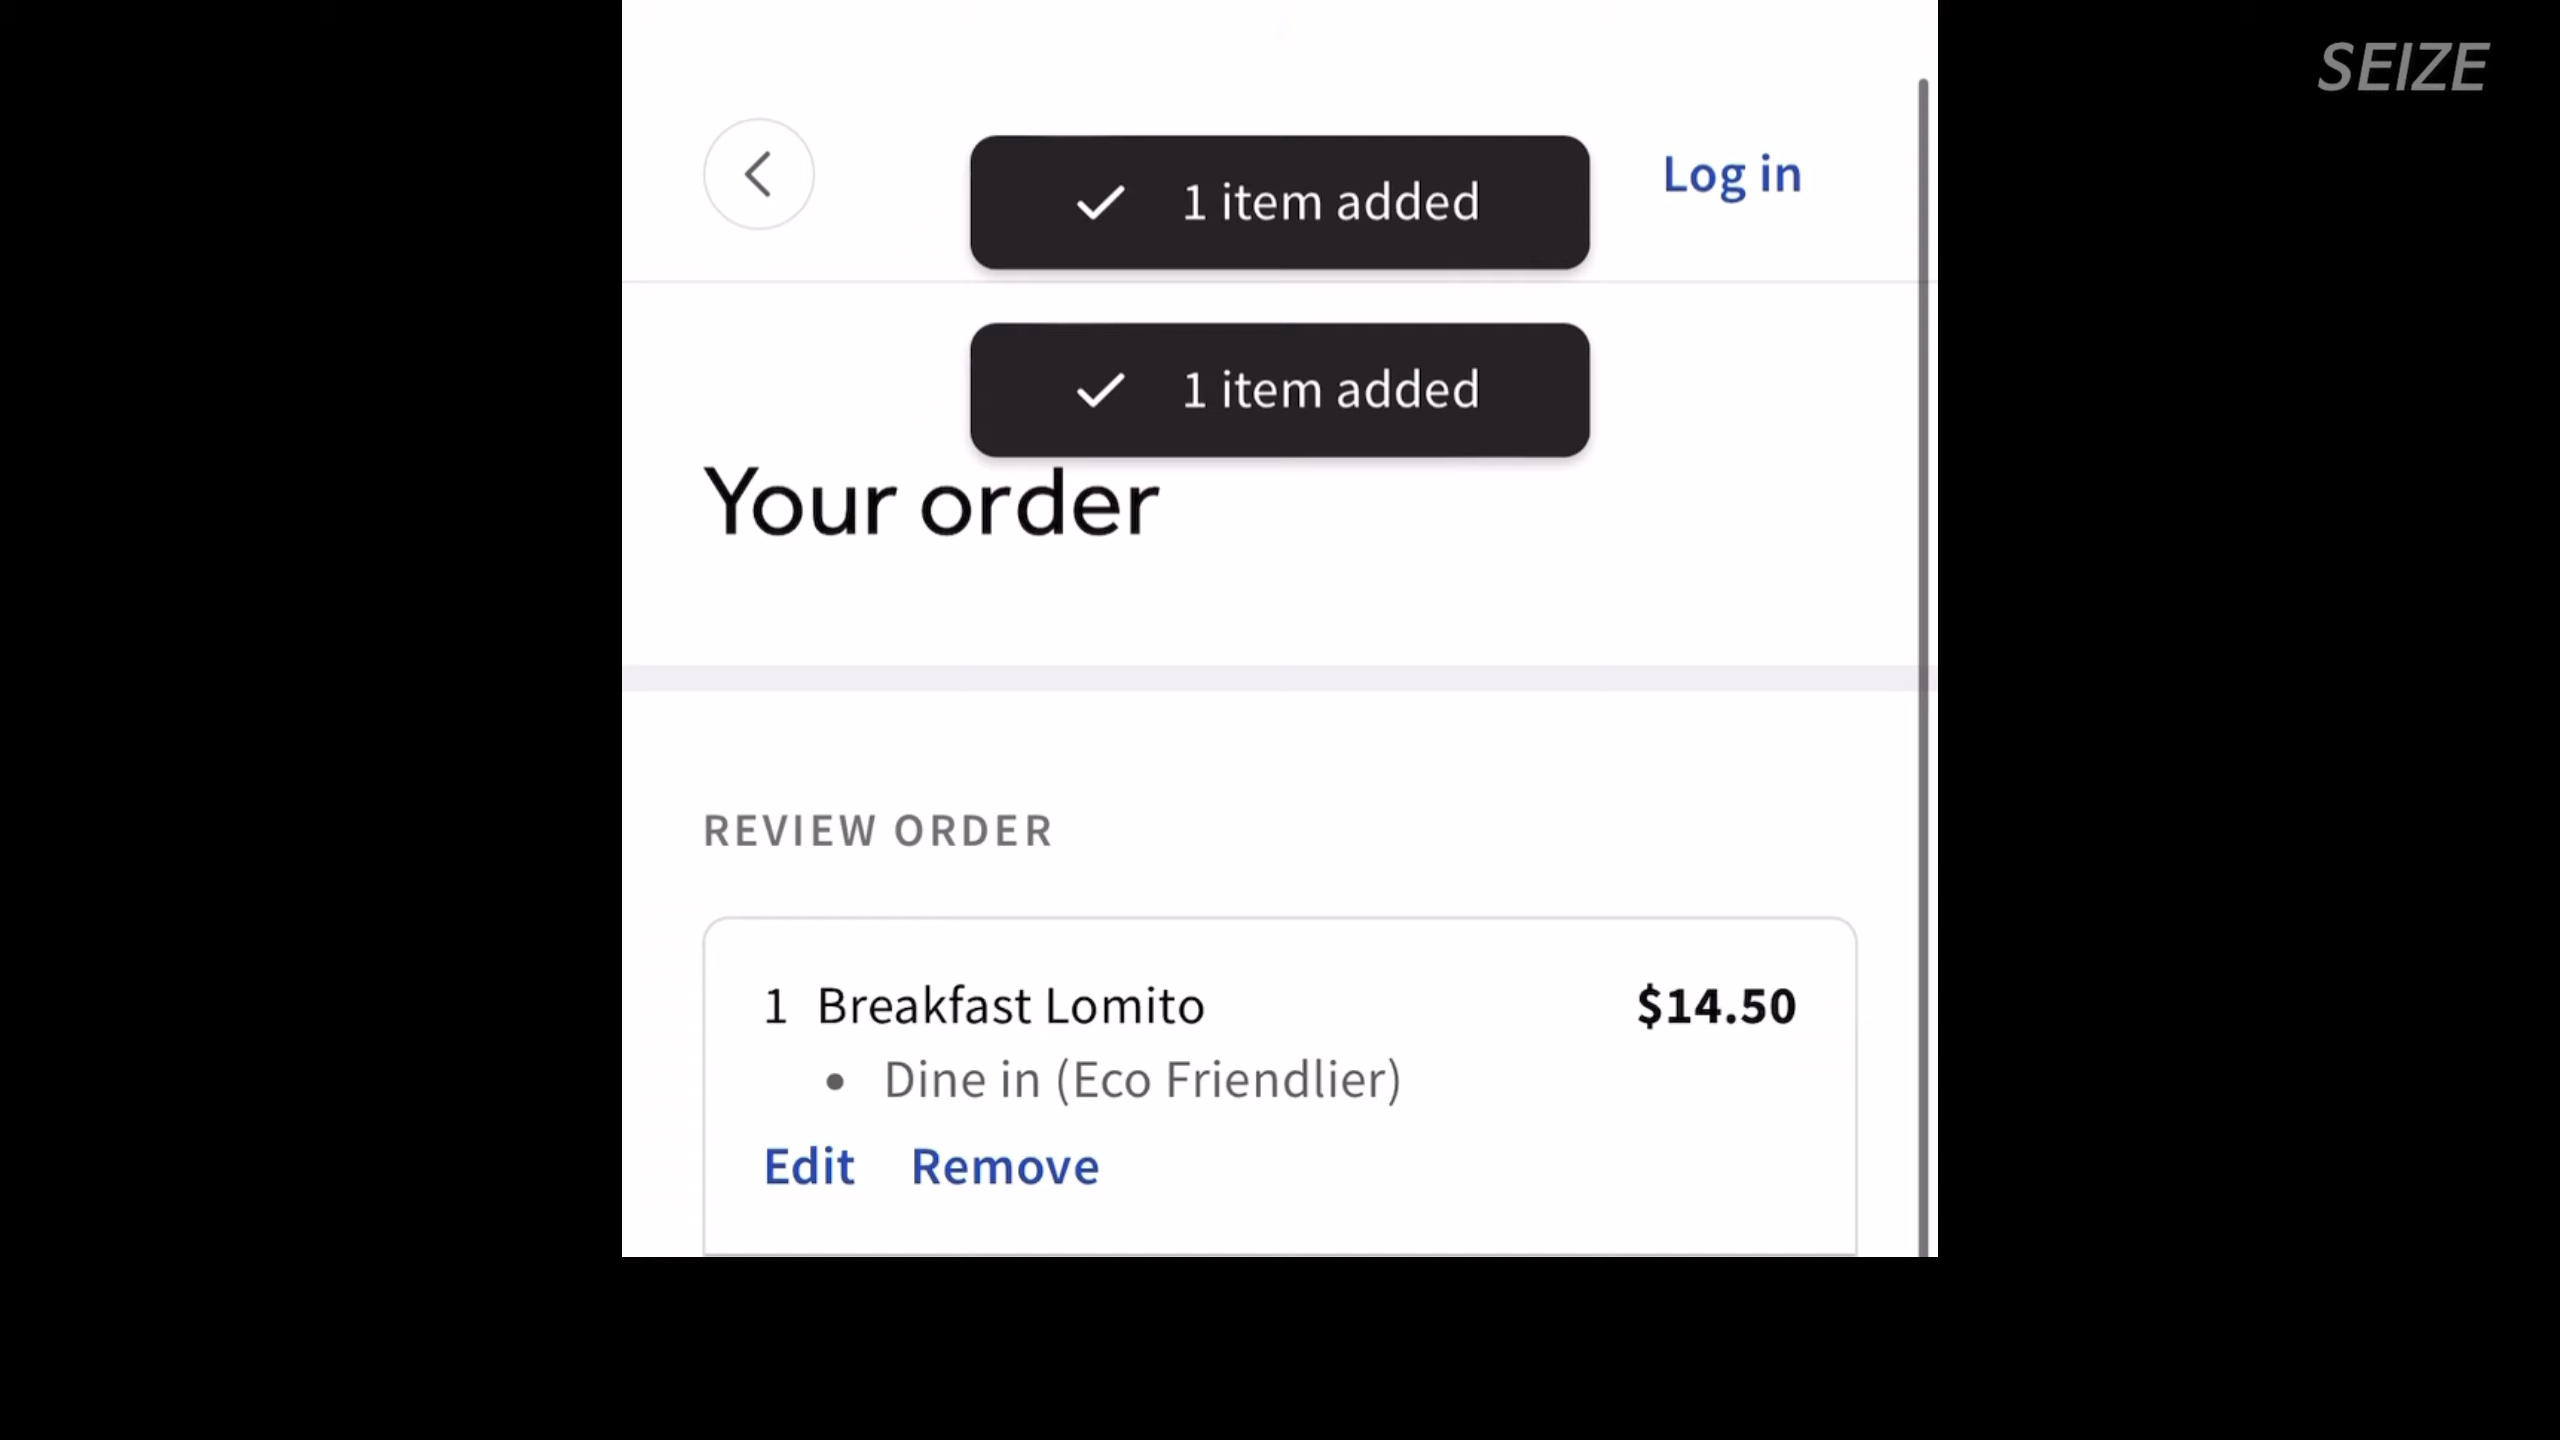 SEIZE
Log in
✓ 1 item added
✓ 1 item added
Your order
REVIEW ORDER
1 Breakfast Lomito $14.50
• Dine in (Eco Friendlier)
Edit Remove